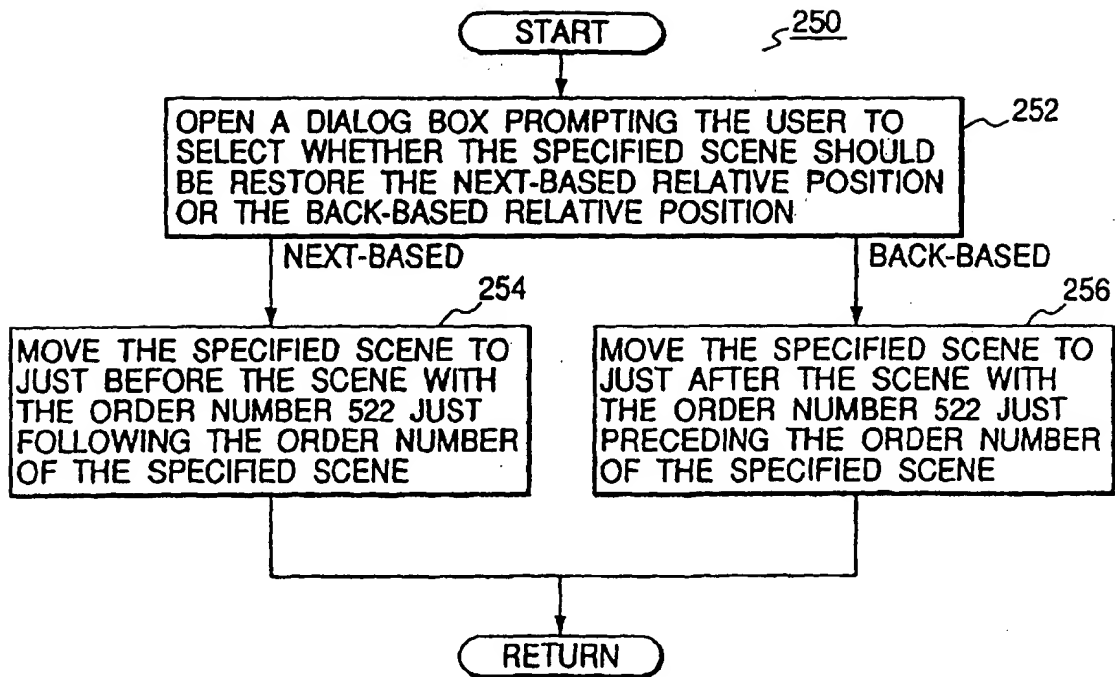 START
250
OPEN A DIALOG BOX PROMPTING THE USER TO
SELECT WHETHER THE SPECIFIED SCENE SHOULD
BE RESTORE THE NEXT-BASED RELATIVE POSITION
OR THE BACK-BASED RELATIVE POSITION
252
NEXT-BASED
BACK-BASED
254
256
MOVE THE SPECIFIED SCENE TO
JUST BEFORE THE SCENE WITH
THE ORDER NUMBER 522 JUST
FOLLOWING THE ORDER NUMBER
OF THE SPECIFIED SCENE
MOVE THE SPECIFIED SCENE TO
JUST AFTER THE SCENE WITH
THE ORDER NUMBER 522 JUST
PRECEDING THE ORDER NUMBER
OF THE SPECIFIED SCENE
RETURN